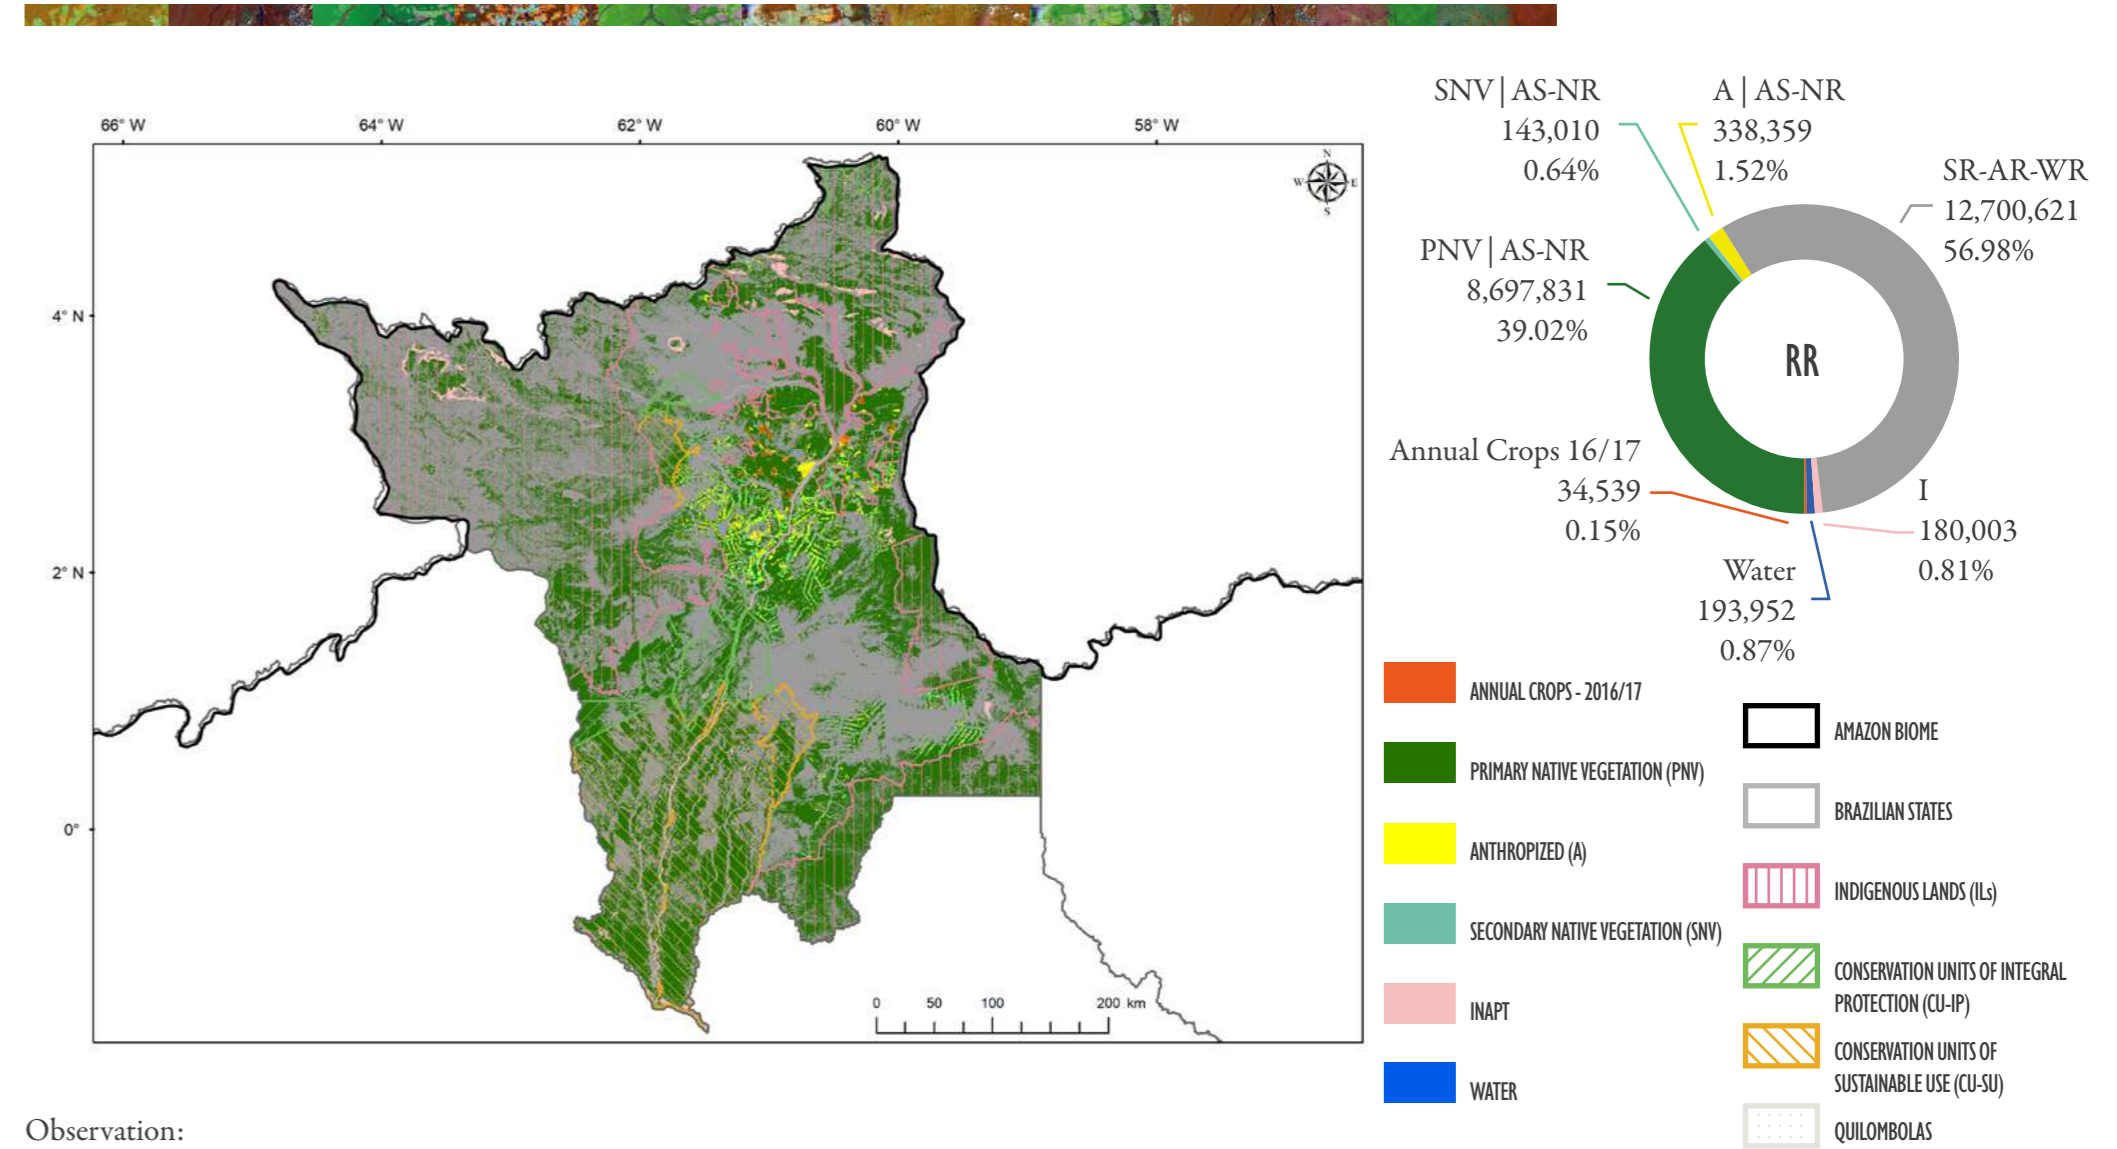 66° W
64° W
62° W
60° W
58° W
4° N
2° N
0°
N
W
E
S
0 50 100 200 km
SNV | AS-NR
143,010
0.64%
A | AS-NR
338,359
1.52%
SR-AR-WR
12,700,621
56.98%
PNV | AS-NR
8,697,831
39.02%
RR
Annual Crops 16/17
34,539
0.15%
I
180,003
0.81%
Water
193,952
0.87%
ANNUAL CROPS - 2016/17
PRIMARY NATIVE VEGETATION (PNV)
ANTHROPIZED (A)
SECONDARY NATIVE VEGETATION (SNV)
INAPT
WATER
AMAZON BIOME
BRAZILIAN STATES
INDIGENOUS LANDS (ILs)
CONSERVATION UNITS OF INTEGRAL
PROTECTION (CU-IP)
CONSERVATION UNITS OF
SUSTAINABLE USE (CU-SU)
QUILOMBOLAS
Observation: